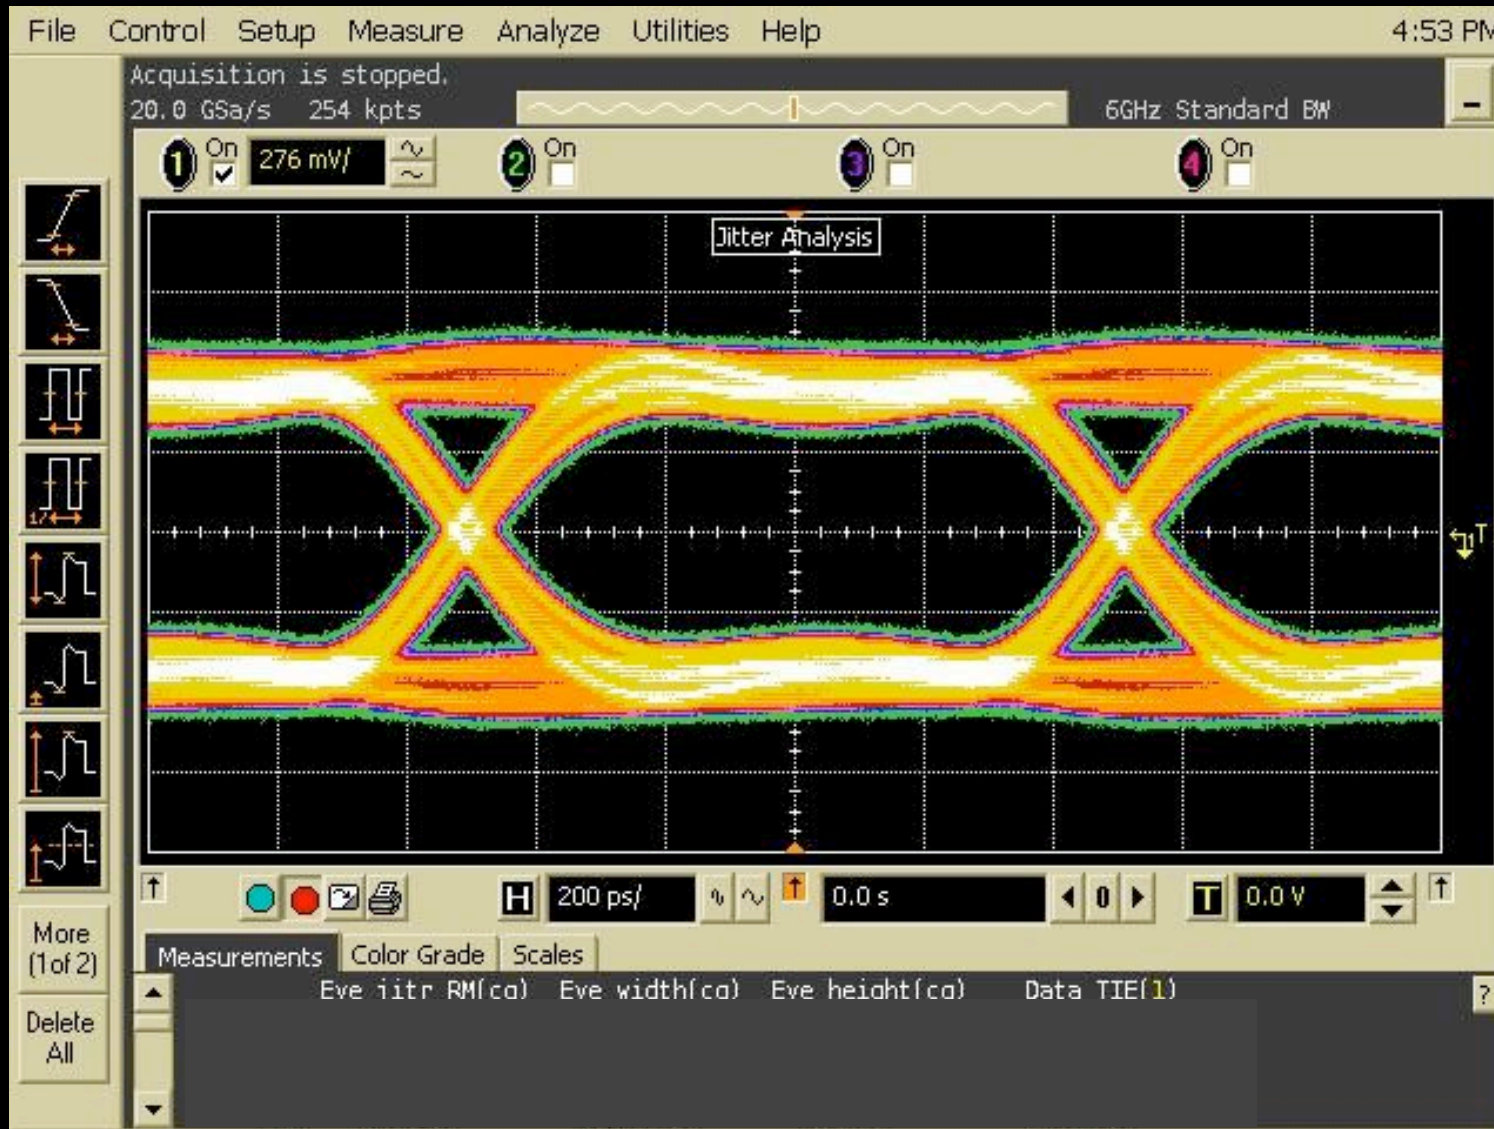 File Control Setup Measure Analyze Utilities Help 4:53 PM
Acquisition is stopped.
20.0 GSa/s 254 kpts 6GHz Standard BW
1 On 276 mV/ 2 On 3 On 4 On
Jitter Analysis
1 T
17
H 200 ps/ 0.0 s 0 T 0.0 V
More
(1of 2)
Delete
All
Measurements Color Grade Scales
Eye jitr RM(cg) Eye width(cg) Eye height(cg) Data TIE(1)
?